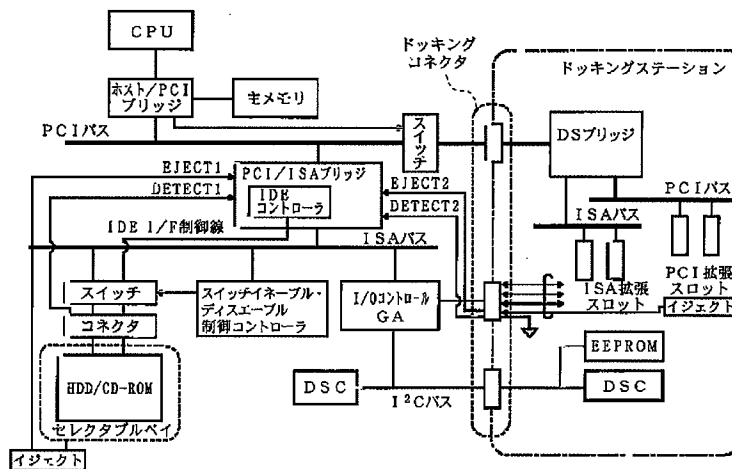 CPU
ドッキング
コネクタ
ドッキングステーション
ホスト/PCI
ブリッジ
主メモリ
スイッチ
DSブリッジ
PCIバス
EJECT1
PCI/ISAブリッジ
EJECT2
DETECT1
IDE
コントローラ
DETECT2
PCIバス
ISAバス
IDE I/F制御線
ISAバス
スイッチ
スイッチイネーブル・
ディスエーブル
制御コントローラ
I/Oコントロール
GA
ISA拡張
スロット
PCI拡張
スロット
イジェクト
コネクタ
EEPROM
HDD/CD-ROM
DSC
DSC
I²Cバス
セレクタブルベイ
イジェクト